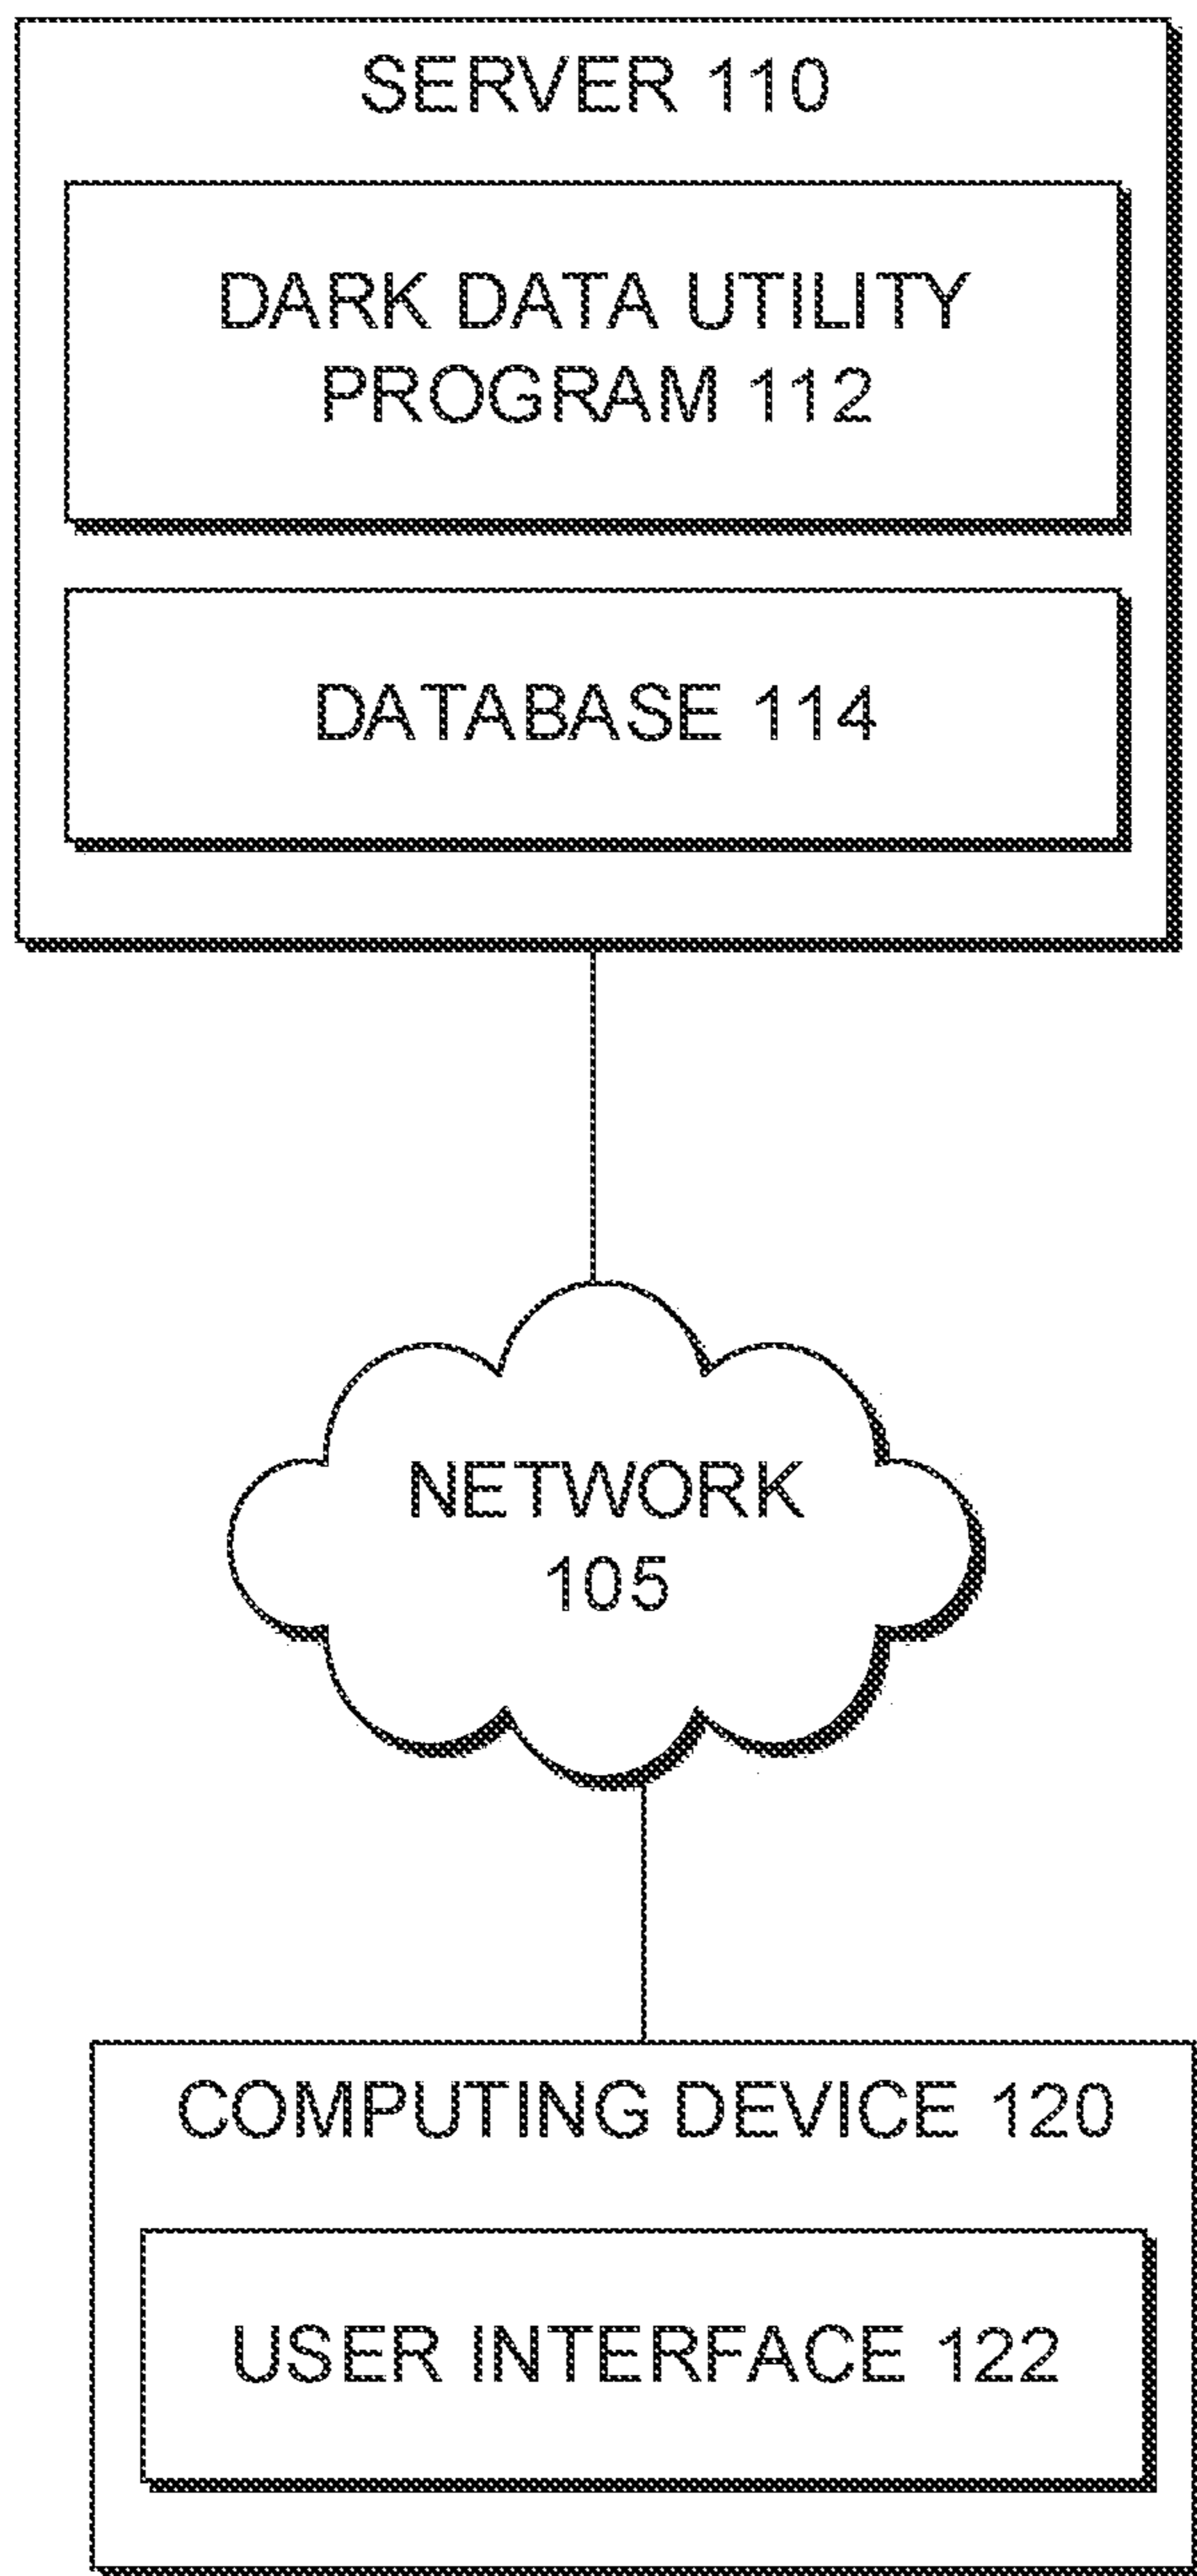 SERVER 110
DARK DATA UTILITY
PROGRAM 112
DATABASE 114
NETWORK
105
COMPUTING DEVICE 120
USER INTERFACE 122